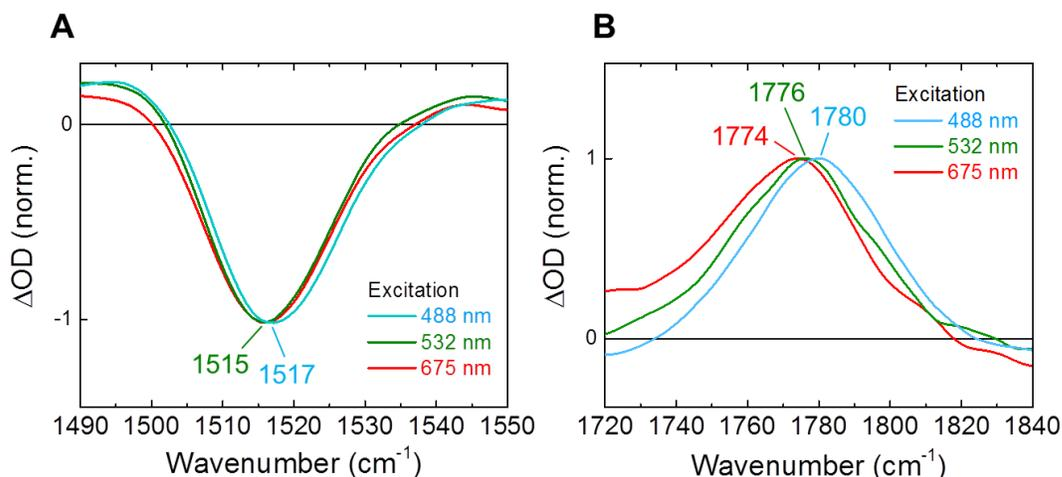 A
0
-1
ΔOD (norm.)
1515
1517
Excitation
488 nm
532 nm
675 nm
1490 1500 1510 1520 1530 1540 1550
Wavenumber (cm⁻¹)
B
1776
1774
1780
Excitation
488 nm
532 nm
675 nm
1
0
ΔOD (norm.)
1720 1740 1760 1780 1800 1820 1840
Wavenumber (cm⁻¹)